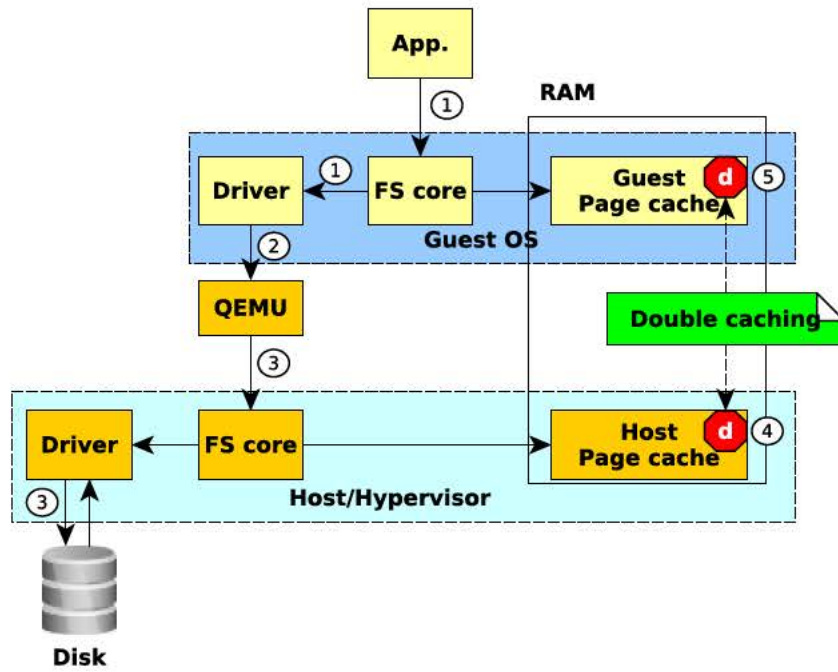 App.
1
RAM
Driver
1
FS core
Guest
Page cache
d
5
Guest OS
2
QEMU
Double caching
3
Driver
FS core
Host
Page cache
d
4
Host/Hypervisor
3
Disk